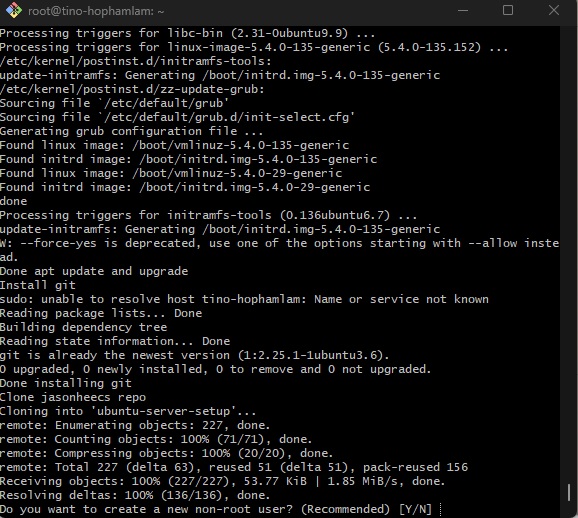 root@tino-hophamlam: ~
Processing triggers for libc-bin (2.31-0ubuntu9.9) ...
Processing triggers for linux-image-5.4.0-135-generic (5.4.0-135.152) ...
/etc/kernel/postinst.d/initramfs-tools:
update-initramfs: Generating /boot/initrd.img-5.4.0-135-generic
/etc/kernel/postinst.d/zz-update-grub:
Sourcing file `/etc/default/grub'
Sourcing file `/etc/default/grub.d/init-select.cfg'
Generating grub configuration file ...
Found linux image: /boot/vmlinuz-5.4.0-135-generic
Found initrd image: /boot/initrd.img-5.4.0-135-generic
Found linux image: /boot/vmlinuz-5.4.0-29-generic
Found initrd image: /boot/initrd.img-5.4.0-29-generic
done
Processing triggers for initramfs-tools (0.136ubuntu6.7) ...
update-initramfs: Generating /boot/initrd.img-5.4.0-135-generic
W: --force-yes is deprecated, use one of the options starting with --allow inste
ad.
Done apt update and upgrade
Install git
sudo: unable to resolve host tino-hophamlam: Name or service not known
Reading package lists... Done
Building dependency tree
Reading state information... Done
git is already the newest version (1:2.25.1-1ubuntu3.6).
0 upgraded, 0 newly installed, 0 to remove and 0 not upgraded.
Done installing git
Clone jasonheecs repo
Cloning into 'ubuntu-server-setup'...
remote: Enumerating objects: 227, done.
remote: Counting objects: 100% (71/71), done.
remote: Compressing objects: 100% (20/20), done.
remote: Total 227 (delta 63), reused 51 (delta 51), pack-reused 156
Receiving objects: 100% (227/227), 53.77 KiB | 1.85 MiB/s, done.
Resolving deltas: 100% (136/136), done.
Do you want to create a new non-root user? (Recommended) [Y/N]